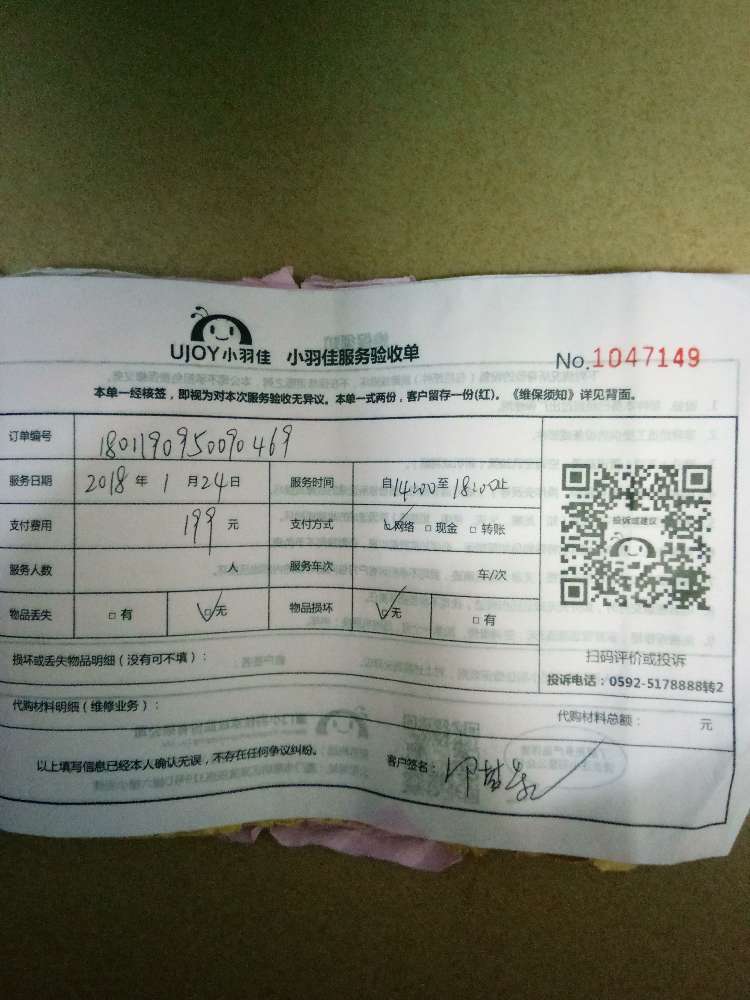 UJOY小羽佳 小羽佳服务验收单
No.1047149
本单一经核签，即视为对本次服务验收无异议。本单一式两份，客户留存一份(红)。《维保须知》详见背面。
订单编号 1801190950090469
服务日期 2018年1月24日 服务时间 自14:00至18:00止
支付费用 199元 支付方式 ☑网络 □现金 □转账
服务人数 人 服务车次 车/次
物品丢失 □有 ☑无 物品损坏 ☑无 □有
投诉或建议
扫码评价或投诉
投诉电话：0592-5178888转2
损坏或丢失物品明细（没有可不填）：
代购材料明细（维修业务）： 代购材料总额： 元
以上填写信息已经本人确认无误，不存在任何争议纠纷。 客户签名：